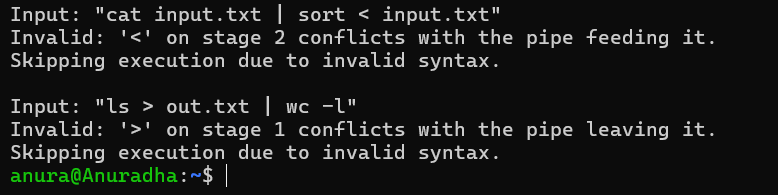 Input: "cat input.txt | sort < input.txt"
Invalid: '<' on stage 2 conflicts with the pipe feeding it.
Skipping execution due to invalid syntax.

Input: "ls > out.txt | wc -l"
Invalid: '>' on stage 1 conflicts with the pipe leaving it.
Skipping execution due to invalid syntax.
anura@Anuradha:~$